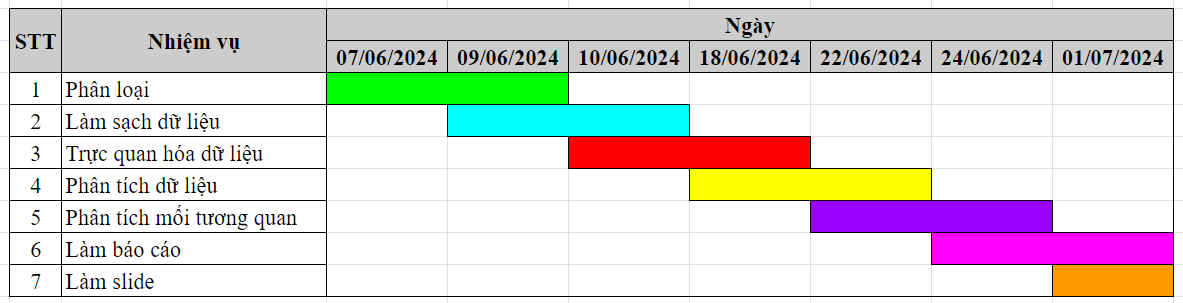 STT Nhiệm vụ Ngày
07/06/2024 09/06/2024 10/06/2024 18/06/2024 22/06/2024 24/06/2024 01/07/2024
1 Phân loại
2 Làm sạch dữ liệu
3 Trực quan hóa dữ liệu
4 Phân tích dữ liệu
5 Phân tích mối tương quan
6 Làm báo cáo
7 Làm slide